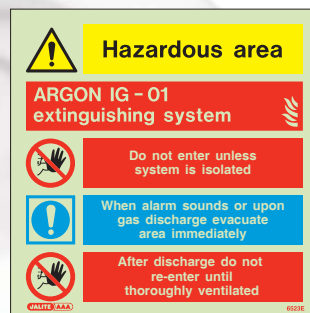 Hazardous area
ARGON IG - 01
extinguishing system
Do not enter unless
system is isolated
When alarm sounds or upon
gas discharge evacuate
area immediately
After discharge do not
re-enter until
thoroughly ventilated
JALITE AAA
6523E